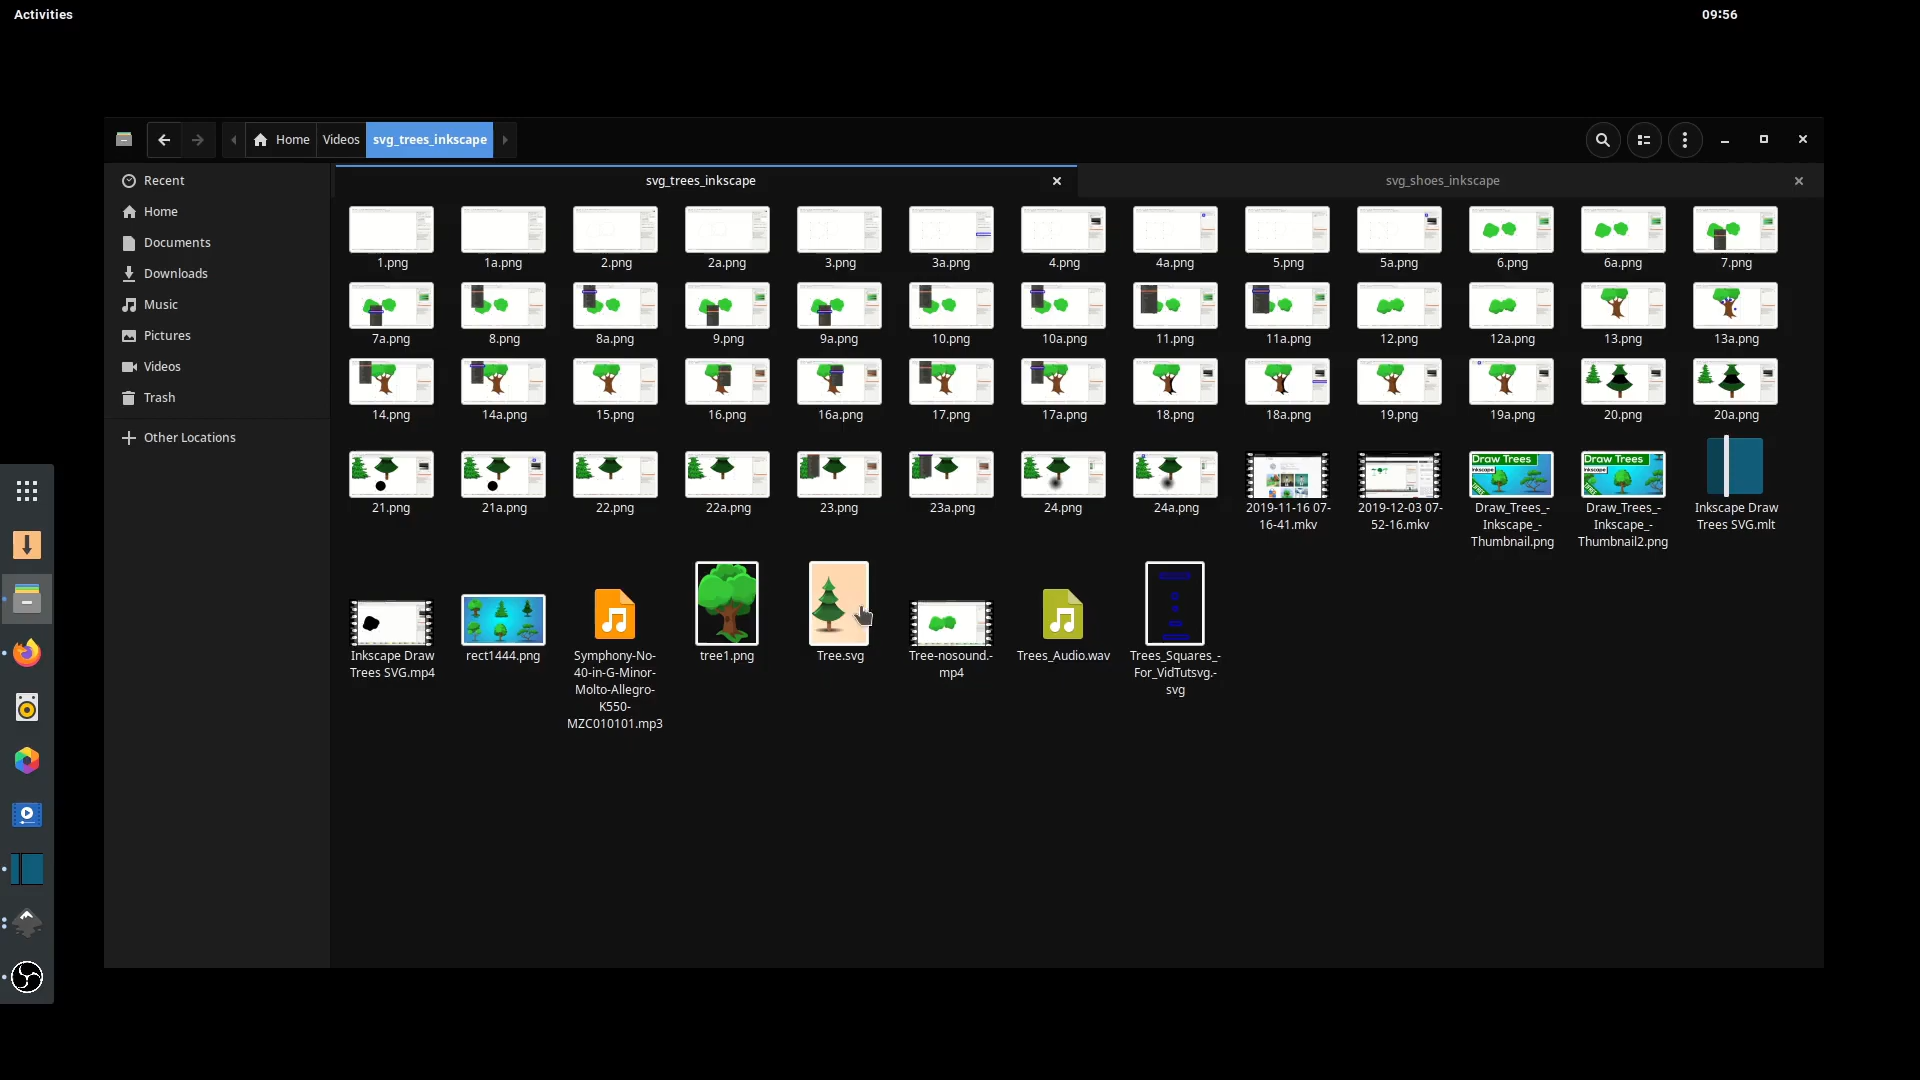 Activities
09:56
Home
Videos
svg_trees_inkscape
svg_trees_inkscape
svg_shoes_inkscape
Recent
Home
Documents
Downloads
Music
Pictures
Videos
Trash
Other Locations
1.png
1a.png
2.png
2a.png
3.png
3a.png
4.png
4a.png
5.png
5a.png
6.png
6a.png
7.png
7a.png
8.png
8a.png
9.png
9a.png
10.png
10a.png
11.png
11a.png
12.png
12a.png
13.png
13a.png
14.png
14a.png
15.png
16.png
16a.png
17.png
17a.png
18.png
18a.png
19.png
19a.png
20.png
20a.png
21.png
21a.png
22.png
22a.png
23.png
23a.png
24.png
24a.png
2019-11-16 07-
16-41.mkv
2019-12-03 07-
52-16.mkv
Draw Trees
Inkscape
Draw_Trees_-
Inkscape_-
Thumbnail.png
Draw Trees
Inkscape
Draw_Trees_-
Inkscape_-
Thumbnail2.png
Inkscape Draw
Trees SVG.mlt
Inkscape Draw
Trees SVG.mp4
rect1444.png
Symphony-No-
40-in-G-Minor-
Molto-Allegro-
K550-
MZC010101.mp3
tree1.png
Tree.svg
Tree-nosound.-
mp4
Trees_Audio.wav
Trees_Squares_-
For_VidTutsvg.-
svg